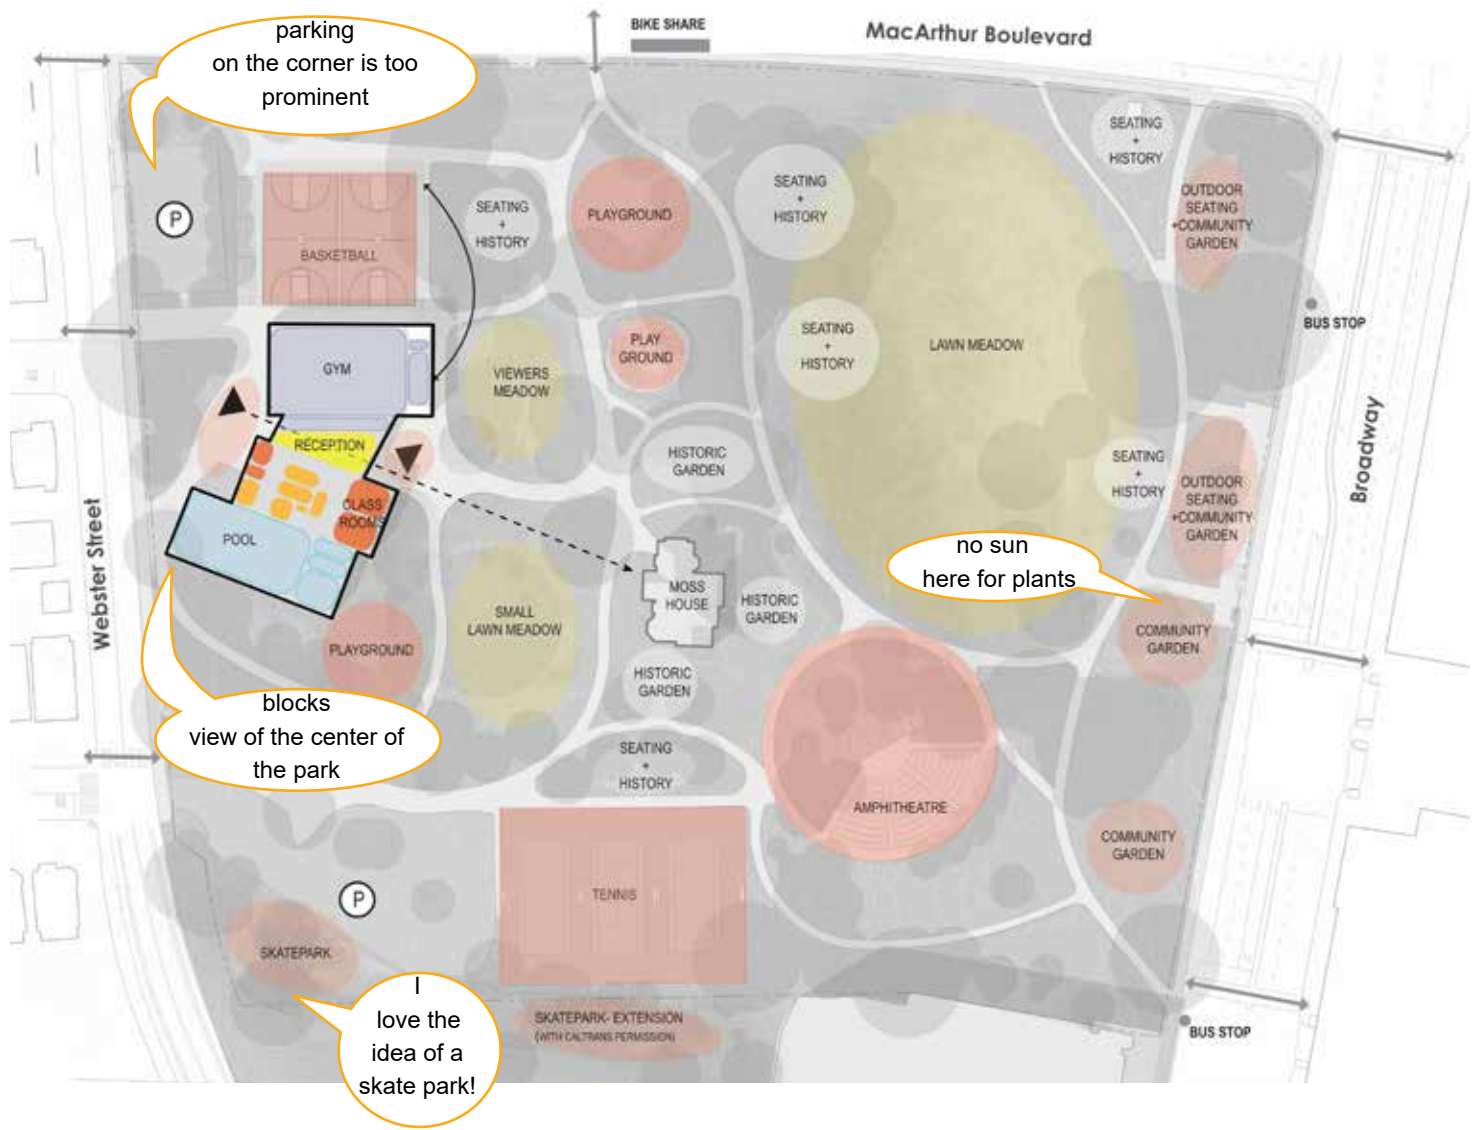 parking
on the corner is too
prominent
BIKE SHARE
MacArthur Boulevard
SEATING
+
HISTORY
P
BASKETBALL
SEATING
+
HISTORY
PLAYGROUND
SEATING
+
HISTORY
OUTDOOR
SEATING
+COMMUNITY
GARDEN
BUS STOP
GYM
VIEWERS
MEADOW
PLAY
GROUND
SEATING
+
HISTORY
LAWN MEADOW
RECEPTION
CLASS
ROOMS
POOL
HISTORIC
GARDEN
SEATING
+
HISTORY
OUTDOOR
SEATING
+COMMUNITY
GARDEN
Broadway
Webster Street
no sun
here for plants
MOSS
HOUSE
HISTORIC
GARDEN
SMALL
LAWN MEADOW
PLAYGROUND
COMMUNITY
GARDEN
HISTORIC
GARDEN
blocks
view of the center of
the park
SEATING
+
HISTORY
AMPHITHEATRE
COMMUNITY
GARDEN
P
TENNIS
SKATEPARK
I
love the
idea of a
skate park!
SKATEPARK- EXTENSION
(WITH CALTRANS PERMISSION)
BUS STOP